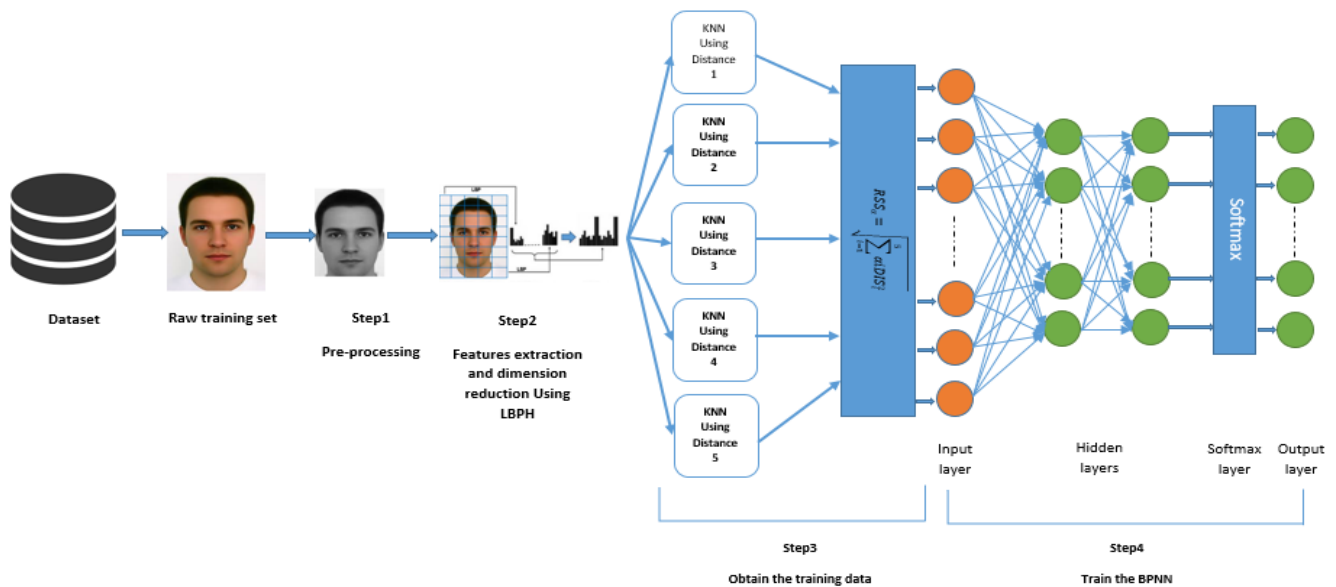 Dataset
Raw training set
Step1
Pre-processing
LBP
LBP
Step2
Features extraction
and dimension
reduction Using
LBPH
KNN
Using
Distance
1
KNN
Using
Distance
2
KNN
Using
Distance
3
KNN
Using
Distance
4
KNN
Using
Distance
5
Softmax
Input
layer
Hidden
layers
Softmax
layer
Output
layer
Step3
Obtain the training data
Step4
Train the BPNN